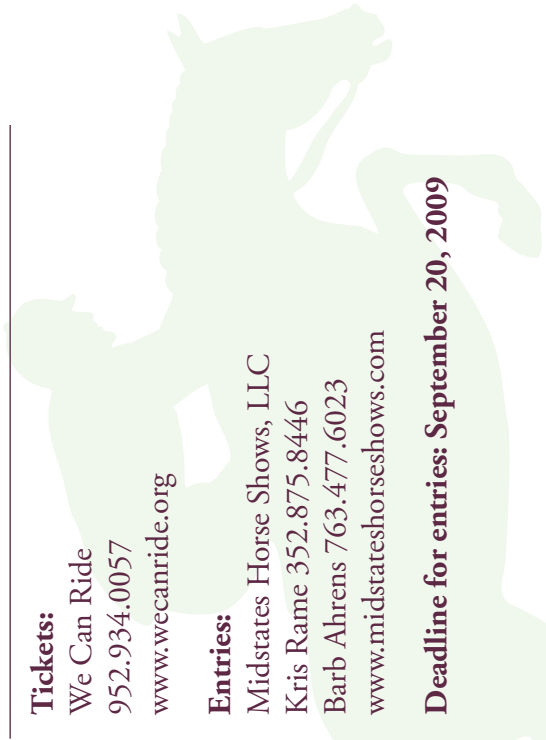 Tickets:
We Can Ride
952.934.0057
www.wecanride.org
Entries:
Midstates Horse Shows, LLC
Kris Rame 352.875.8446
Barb Ahrens 763.477.6023
www.midstateshorseshows.com
Deadline for entries: September 20, 2009